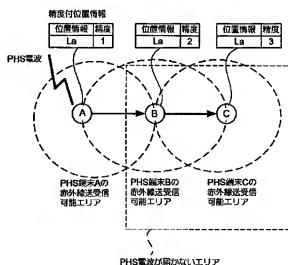 精度付位置情報
位置情報 精度
La 1
位置情報 精度
La 2
位置情報 精度
La 3
PHS電波
A
B
C
PHS端末Aの
赤外線送受信
可能エリア
PHS端末Bの
赤外線送受信
可能エリア
PHS端末Cの
赤外線送受信
可能エリア
PHS電波が届かないエリア